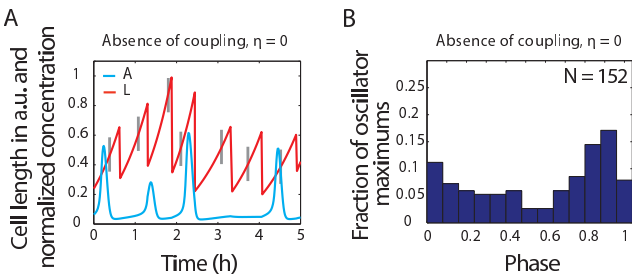 A
Absence of coupling, η = 0
Cell length in a.u. and
normalized concentration
1
0.8
0.6
0.4
0.2
0
A
L
0 1 2 3 4 5
Time (h)
B
Absence of coupling, η = 0
Fraction of oscillator
maximums
0.25
0.2
0.15
0.1
0.05
0
N = 152
0 0.2 0.4 0.6 0.8 1
Phase